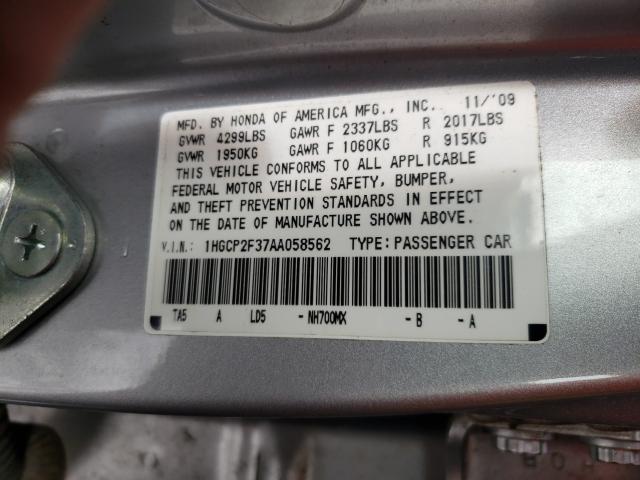 MFD. BY HONDA OF AMERICA MFG., INC. 11/'09
GVWR 4299LBS GAWR F 2337LBS R 2017LBS
GVWR 1950KG GAWR F 1060KG R 915KG
THIS VEHICLE CONFORMS TO ALL APPLICABLE
FEDERAL MOTOR VEHICLE SAFETY, BUMPER,
AND THEFT PREVENTION STANDARDS IN EFFECT
ON THE DATE OF MANUFACTURE SHOWN ABOVE.
V.I.N.: 1HGCP2F37AA058562 TYPE: PASSENGER CAR
TA5 A LD5 -NH700MX -B -A